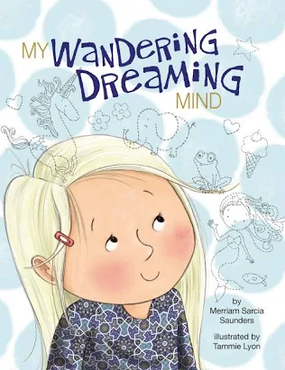 MY WANDERING
DREAMING
MIND
by
Merriam Sarcia
Saunders
illustrated by
Tammie Lyon